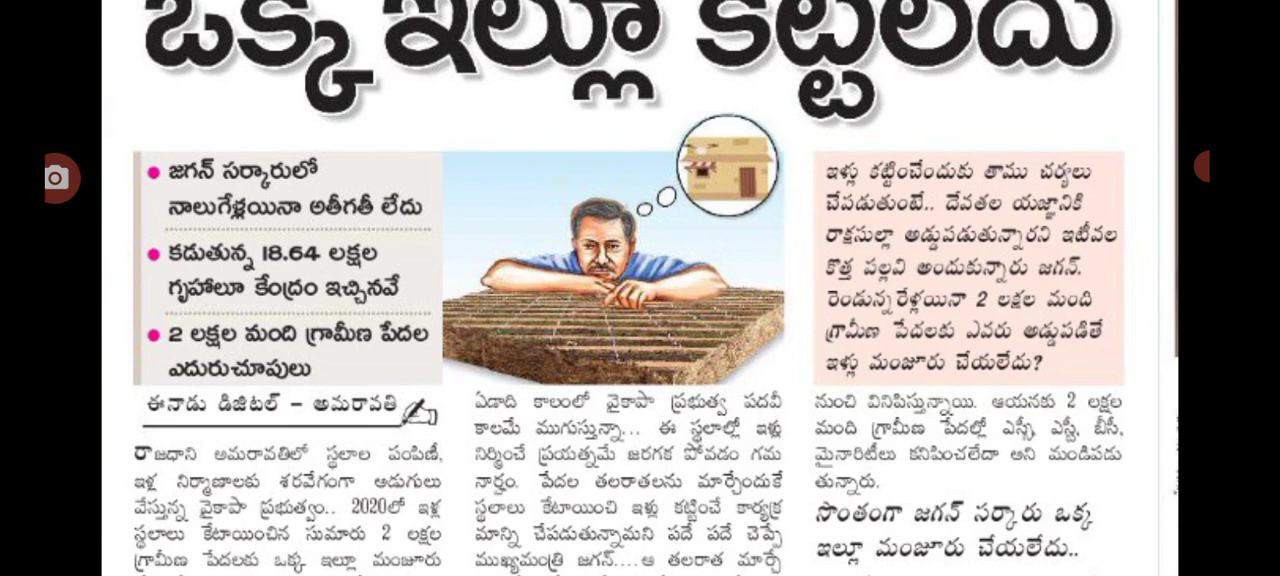 ఒక్క ఇల్లూ కట్టలేదు
జగన్ సర్కారులో
నాలుగేళ్లయినా అతీగతీ లేదు
కడుతున్న 18.64 లక్షల
గృహాలూ కేంద్రం ఇచ్చినవే
2 లక్షల మంది గ్రామీణ పేదల
ఎదురుచూపులు
ఈనాడు డిజిటల్ - అమరావతి
రాజధాని అమరావతిలో స్థలాల పంపిణీ,
ఇళ్ల నిర్మాణాలకు శరవేగంగా అడుగులు
వేస్తున్న వైకాపా ప్రభుత్వం.. 2020లో ఇళ్ల
స్థలాలు కేటాయించిన సుమారు 2 లక్షల
గ్రామీణ పేదలకు ఒక్క ఇల్లూ మంజూరు
ఏడాది కాలంలో వైకాపా ప్రభుత్వ పదవీ
కాలమే ముగుస్తున్నా... ఈ స్థలాల్లో ఇళ్లు
నిర్మించే ప్రయత్నమే జరగక పోవడం గమ
నార్హం. పేదల తలరాతలను మార్చేందుకే
స్థలాలు కేటాయించి ఇళ్లు కట్టించే కార్యక్ర
మాన్ని చేపడుతున్నామని పదే పదే చెప్పే
ముఖ్యమంత్రి జగన్....ఆ తలరాత మార్చే
ఇళ్లు కట్టించేందుకు తాము చర్యలు
చేపడుతుంటే.. దేవతల యజ్ఞానికి
రాక్షసుల్లా అడ్డుపడుతున్నారని ఇటీవల
కొత్త పల్లవి అందుకున్నారు జగన్.
రెండున్నరేళ్లయినా 2 లక్షల మంది
గ్రామీణ పేదలకు ఎవరు అడ్డుపడితే
ఇళ్లు మంజూరు చేయలేదు?
నుంచి వినిపిస్తున్నాయి. ఆయనకు 2 లక్షల
మంది గ్రామీణ పేదల్లో ఎస్సీ, ఎస్టీ, బీసీ,
మైనారిటీలు కనిపించలేదా అని మండిపడు
తున్నారు.
సొంతంగా జగన్ సర్కారు ఒక్క
ఇల్లూ మంజూరు చేయలేదు..